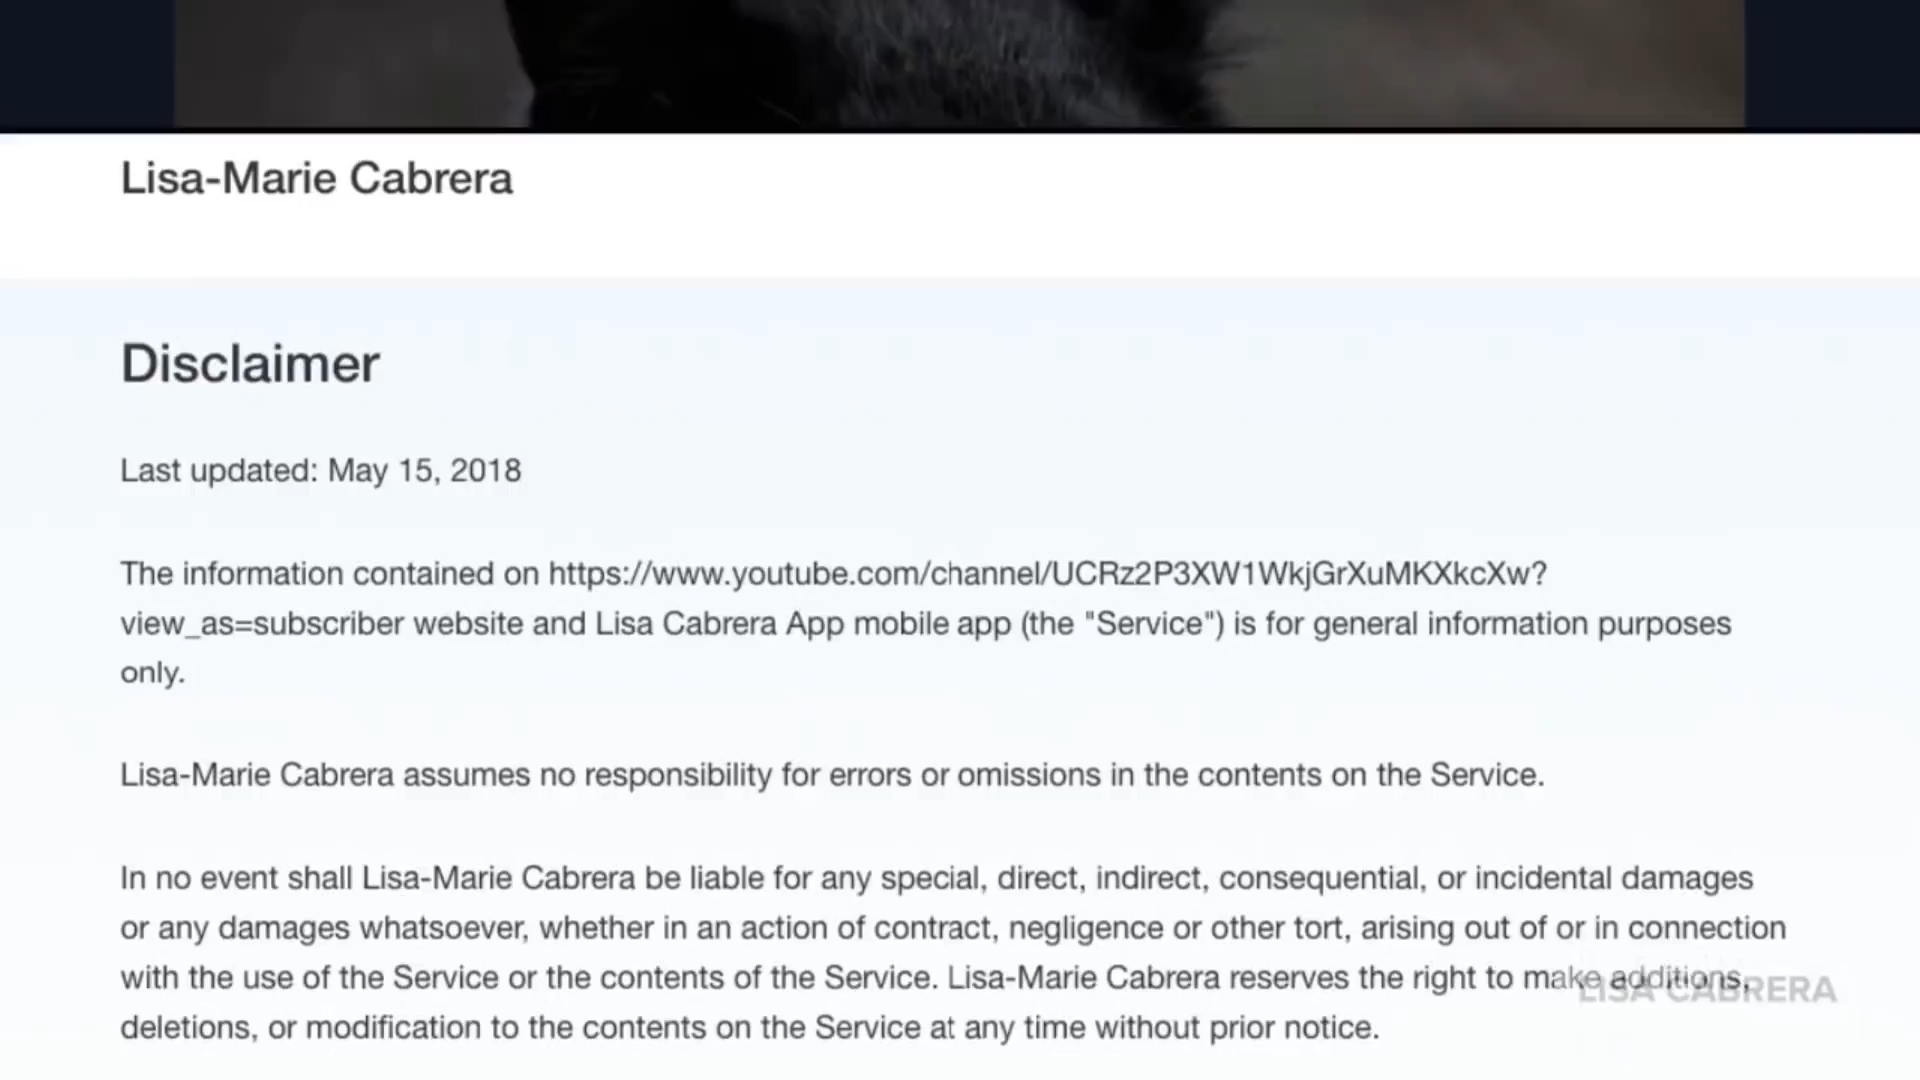 Lisa-Marie Cabrera
Disclaimer
Last updated: May 15, 2018
The information contained on https://www.youtube.com/channel/UCRz2P3XW1WkjGrXuMKXkcXw?
view_as=subscriber website and Lisa Cabrera App mobile app (the "Service") is for general information purposes
only.
Lisa-Marie Cabrera assumes no responsibility for errors or omissions in the contents on the Service.
In no event shall Lisa-Marie Cabrera be liable for any special, direct, indirect, consequential, or incidental damages
or any damages whatsoever, whether in an action of contract, negligence or other tort, arising out of or in connection
with the use of the Service or the contents of the Service. Lisa-Marie Cabrera reserves the right to make additions,
deletions, or modification to the contents on the Service at any time without prior notice.
LISA CABRERA